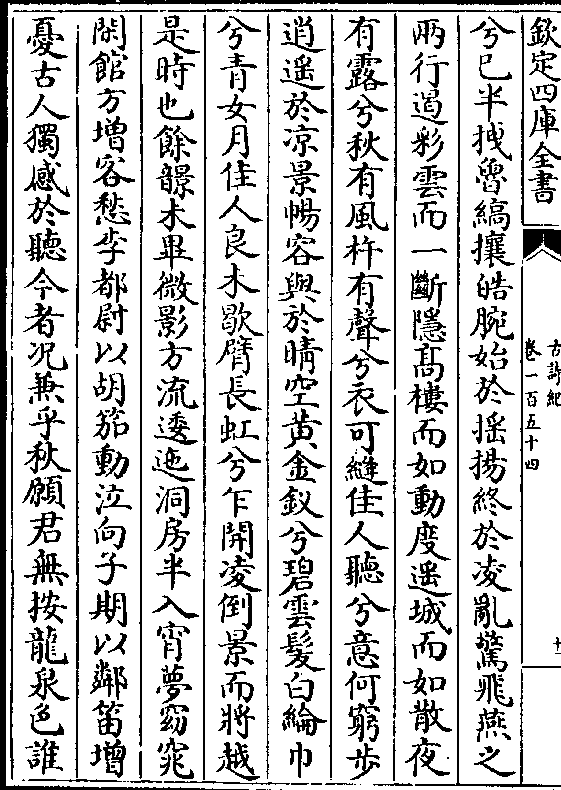 欽定四庫全書
古詩紀
卷一百五十四
十一
兮巳半拽魯縞攘皓腕始於揺揚終於凌亂驚飛燕之
兩行遏彩雲而一斷隱髙樓而如動度遥城而如散夜
有露兮秋有風杵有聲兮衣可縫佳人聽兮意何窮步
逍遥於凉景暢容與於晴空黄金釵兮碧雲髮白綸巾
兮青女月佳人良未歇臂長虹兮乍開凌倒景而將越
是時也餘韻未畢微影方流逶迤洞房半入宵夢窈窕
閑館方增客愁李都尉以胡笳動泣向子期以鄰笛增
憂古人獨感於聽今者况兼乎秋願君無按龍泉色誰